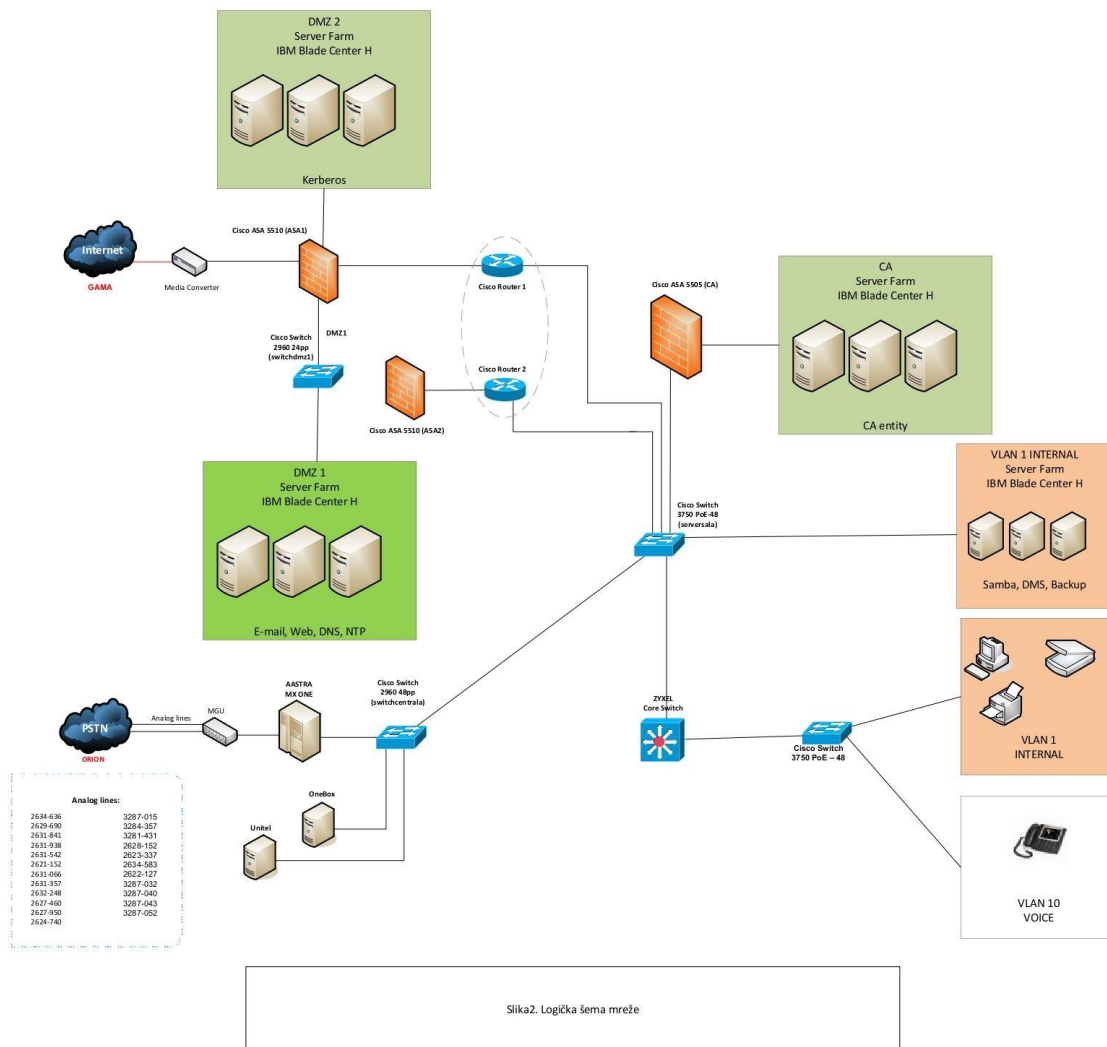 DMZ 2
Server Farm
IBM Blade Center H
Kerberos
Cisco ASA 5510 (ASA1)
Internet
GAMA
Media Converter
Cisco Router 1
DMZ1
Cisco Switch
2960 24pp
(switchdmz1)
Cisco Router 2
Cisco ASA 5510 (ASA2)
Cisco ASA 5505 (CA)
CA
Server Farm
IBM Blade Center H
CA entity
DMZ 1
Server Farm
IBM Blade Center H
E-mail, Web, DNS, NTP
Cisco Switch
3750 PoE-48
(serversala)
VLAN 1 INTERNAL
Server Farm
IBM Blade Center H
Samba, DMS, Backup
AASTRA
MX ONE
Cisco Switch
2960 48pp
(switchcentrala)
PSTN
ORION
Analog lines
MGU
OneBox
Unitel
ZYXEL
Core Switch
Cisco Switch
3750 PoE – 48
VLAN 1
INTERNAL
VLAN 10
VOICE
Analog lines:
2634-636
2629-690
2631-841
2631-938
2631-542
2621-152
2631-066
2631-357
2632-248
2627-460
2627-950
2624-740
3287-015
3284-357
3281-431
2628-152
2623-337
2634-583
2622-127
3287-032
3287-040
3287-043
3287-052
Slika2. Logička šema mreže